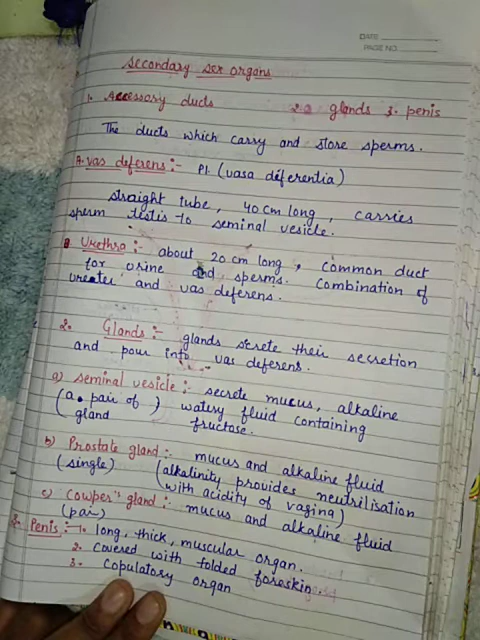 DATE
PAGE NO.
Secondary sex organs
1. Accessory ducts 2. glands 3. penis
The ducts which carry and store sperms.
A. vas deferens :- Pl. (vasa diferentia)
straight tube, 40 cm long, carries
sperm testis to seminal vesicle.
B. Urethra :- about 20 cm long, common duct
for urine and sperms. Combination of
ureter and vas deferens.
2. Glands :- glands secrete their secretion
and pour into vas deferens.
a) seminal vesicle :- secrete mucus, alkaline
(a pair of gland) watery fluid containing
fructose.
b) Prostate gland :- mucus and alkaline fluid
(single) (alkalinity provides neutrilisation
with acidity of vagina)
c) Cowper's gland :- mucus and alkaline fluid
(pair)
3. Penis :- 1. long, thick, muscular organ.
2. covered with folded foreskin.
3. copulatory organ